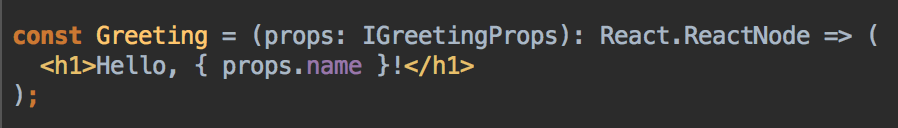 const Greeting = (props: IGreetingProps): React.ReactNode => (
  <h1>Hello, { props.name }!</h1>
);